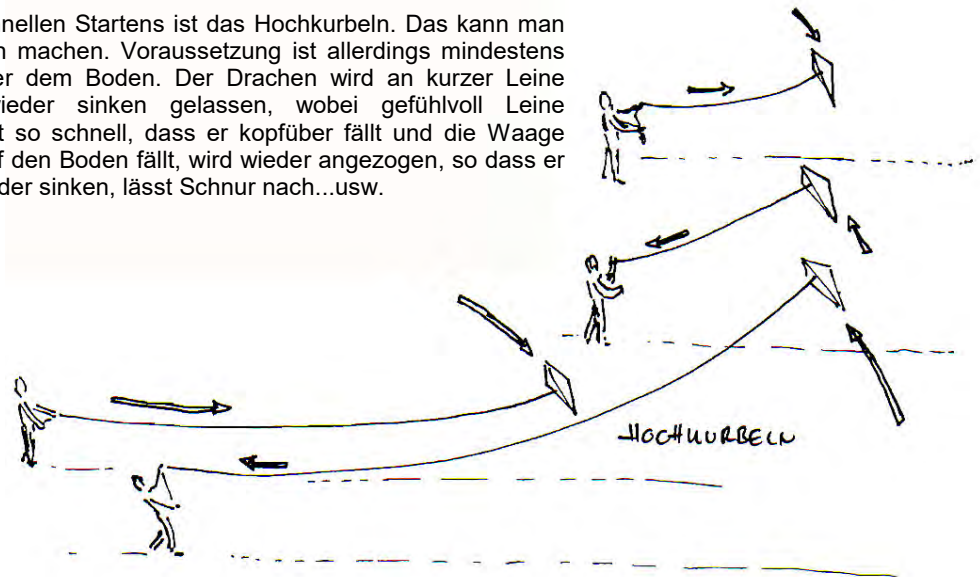 nellen Startens ist das Hochkurbeln. Das kann man
n machen. Voraussetzung ist allerdings mindestens
er dem Boden. Der Drachen wird an kurzer Leine
vieder sinken gelassen, wobei gefühlvoll Leine
t so schnell, dass er kopfüber fällt und die Waage
f den Boden fällt, wird wieder angezogen, so dass er
der sinken, lässt Schnur nach...usw.
HOCHKURBELN